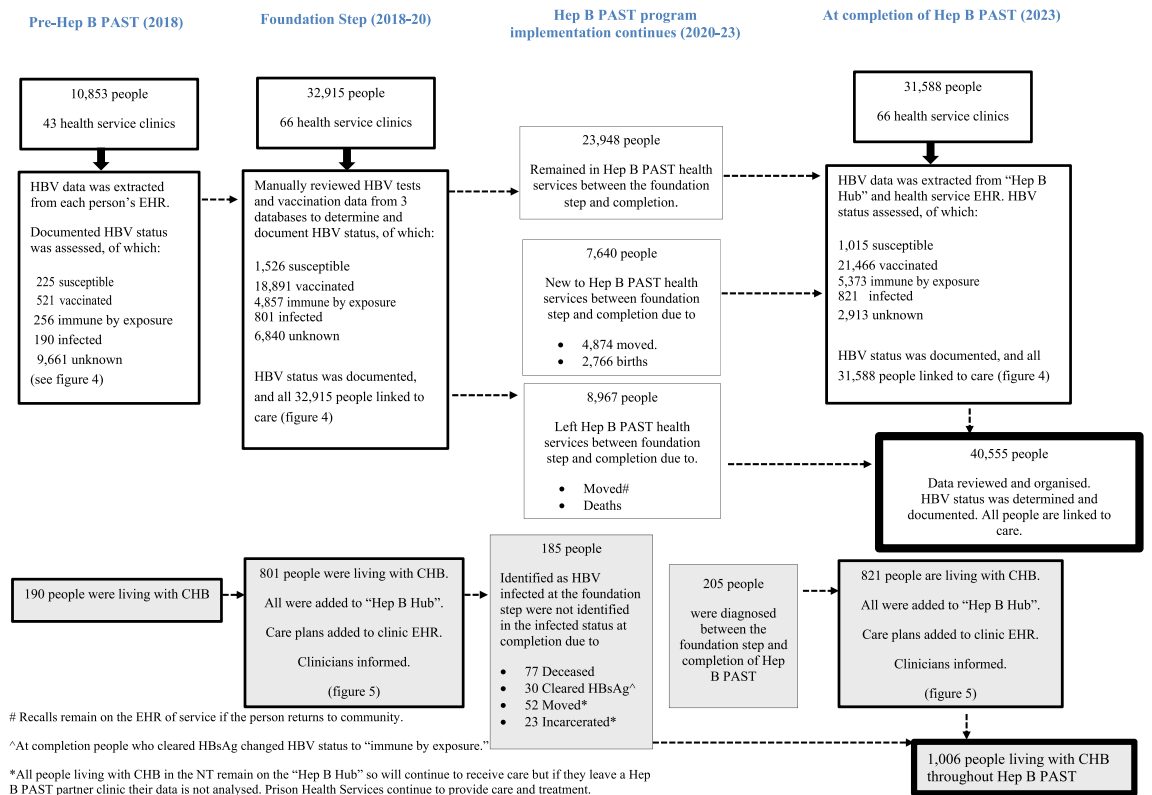 Pre-Hep B PAST (2018)
Foundation Step (2018-20)
Hep B PAST program
implementation continues (2020-23)
At completion of Hep B PAST (2023)
10,853 people
43 health service clinics
HBV data was extracted
from each person's EHR.
Documented HBV status
was assessed, of which:
225 susceptible
521 vaccinated
256 immune by exposure
190 infected
9,661 unknown
(see figure 4)
32,915 people
66 health service clinics
Manually reviewed HBV tests
and vaccination data from 3
databases to determine and
document HBV status, of which:
1,526 susceptible
18,891 vaccinated
4,857 immune by exposure
801 infected
6,840 unknown
HBV status was documented,
and all 32,915 people linked to
care (figure 4)
23,948 people
Remained in Hep B PAST health
services between the foundation
step and completion.
7,640 people
New to Hep B PAST health
services between foundation
step and completion due to
• 4,874 moved.
• 2,766 births
8,967 people
Left Hep B PAST health
services between foundation
step and completion due to.
• Moved#
• Deaths
31,588 people
66 health service clinics
HBV data was extracted from “Hep B
Hub” and health service EHR. HBV
status assessed, of which:
1,015 susceptible
21,466 vaccinated
5,373 immune by exposure
821 infected
2,913 unknown
HBV status was documented, and all
31,588 people linked to care (figure 4)
40,555 people
Data reviewed and organised.
HBV status was determined and
documented. All people are linked to
care.
190 people were living with CHB
801 people were living with CHB.
All were added to “Hep B Hub”.
Care plans added to clinic EHR.
Clinicians informed.
(figure 5)
185 people
Identified as HBV
infected at the foundation
step were not identified
in the infected status at
completion due to
• 77 Deceased
• 30 Cleared HBsAg^
• 52 Moved*
• 23 Incarcerated*
205 people
were diagnosed
between the
foundation step and
completion of Hep
B PAST
821 people are living with CHB.
All were added to “Hep B Hub”.
Care plans added to clinic EHR.
Clinicians informed.
(figure 5)
1,006 people living with CHB
throughout Hep B PAST
# Recalls remain on the EHR of service if the person returns to community.
^At completion people who cleared HBsAg changed HBV status to “immune by exposure.”
*All people living with CHB in the NT remain on the “Hep B Hub” so will continue to receive care but if they leave a Hep
B PAST partner clinic their data is not analysed. Prison Health Services continue to provide care and treatment.